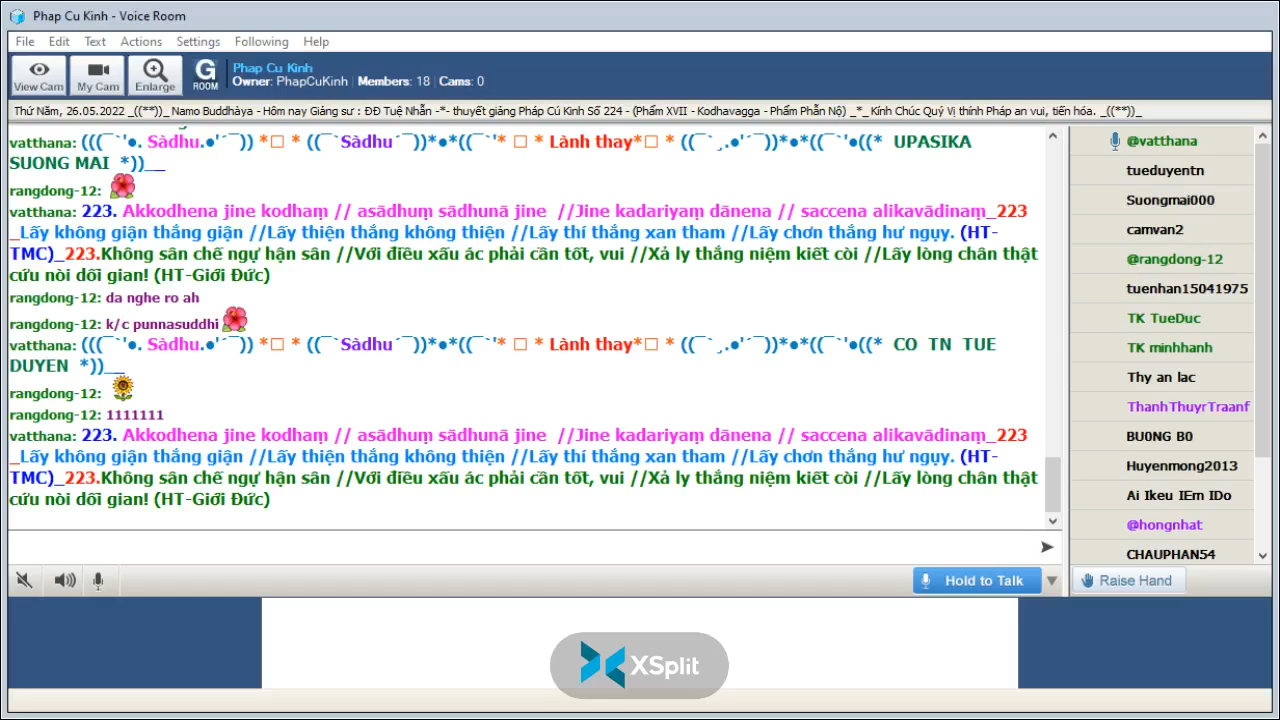 Phap Cu Kinh - Voice Room
File Edit Text Actions Settings Following Help
View Cam My Cam Enlarge G ROOM
Phap Cu Kinh
Owner: PhapCuKinh | Members: 18 | Cams: 0
Thứ Năm, 26.05.2022 _((**))_ Namo Buddhàya - Hôm nay Giảng sư : ĐĐ Tuệ Nhẫn -*- thuyết giảng Pháp Cú Kinh Số 224 - (Phẩm XVII - Kodhavagga - Phẩm Phẫn Nộ) _*_ Kính Chúc Quý Vị thính Pháp an vui, tiến hóa. _((**))_
vatthana: (((¯`'●. Sàdhu.●'´¯)) *□ * ((¯`Sàdhu´¯))*●*((¯`'* □ * Lành thay*□ * ((¯`¸.●'´¯))*●*((¯`'●((* UPASIKA
SUONG MAI *))__
rangdong-12:
vatthana: 223. Akkodhena jine kodhaṃ // asādhuṃ sādhunā jine //Jine kadariyaṃ dānena // saccena alikavādinaṃ_223
_Lấy không giận thắng giận //Lấy thiện thắng không thiện //Lấy thí thắng xan tham //Lấy chơn thắng hư ngụy. (HT-
TMC)_223.Không sân chế ngự hận sân //Với điều xấu ác phải cần tốt, vui //Xả ly thắng niệm kiết còi //Lấy lòng chân thật
cứu nòi dối gian! (HT-Giới Đức)
rangdong-12: da nghe ro ah
rangdong-12: k/c punnasuddhi
vatthana: (((¯`'●. Sàdhu.●'´¯)) *□ * ((¯`Sàdhu´¯))*●*((¯`'* □ * Lành thay*□ * ((¯`¸.●'´¯))*●*((¯`'●((* CO TN TUE
DUYEN *))__
rangdong-12:
rangdong-12: 1111111
vatthana: 223. Akkodhena jine kodhaṃ // asādhuṃ sādhunā jine //Jine kadariyaṃ dānena // saccena alikavādinaṃ_223
_Lấy không giận thắng giận //Lấy thiện thắng không thiện //Lấy thí thắng xan tham //Lấy chơn thắng hư ngụy. (HT-
TMC)_223.Không sân chế ngự hận sân //Với điều xấu ác phải cần tốt, vui //Xả ly thắng niệm kiết còi //Lấy lòng chân thật
cứu nòi dối gian! (HT-Giới Đức)
@vatthana
tueduyentn
Suongmai000
camvan2
@rangdong-12
tuenhan15041975
TK TueDuc
TK minhhanh
Thy an lac
ThanhThuyrTraanf
BU0NG B0
Huyenmong2013
Ai Ikeu IEm IDo
@hongnhat
CHAUPHAN54
Hold to Talk
Raise Hand
XSplit